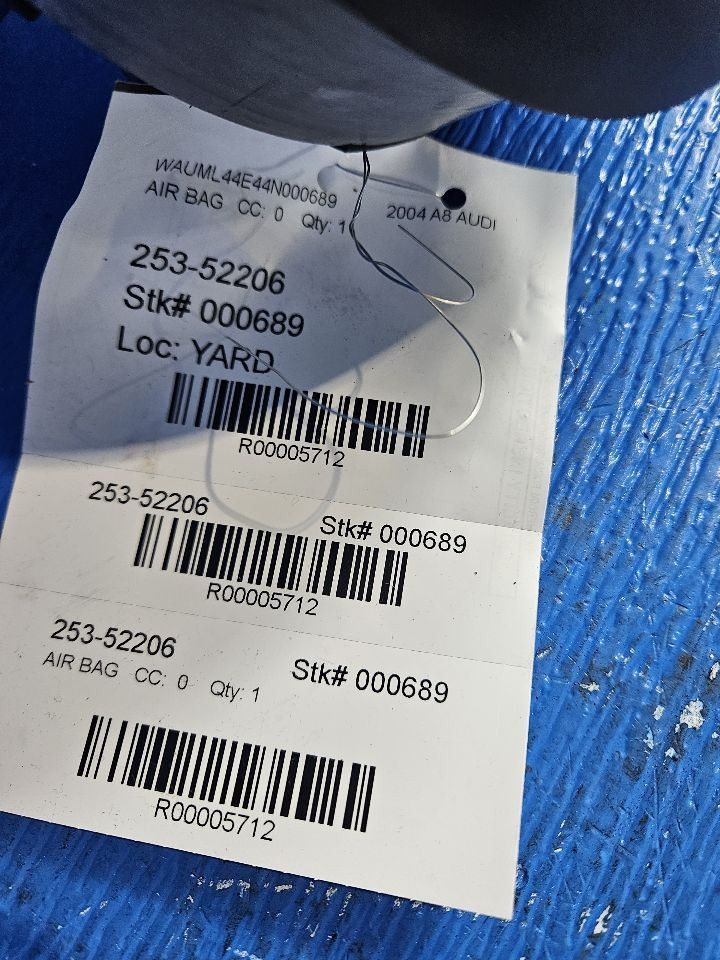 WAUML44E44N000689
AIR BAG CC: 0 Qty: 1 2004 A8 AUDI
253-52206
Stk# 000689
Loc: YARD
R00005712
253-52206 Stk# 000689
R00005712
253-52206 Stk# 000689
AIR BAG CC: 0 Qty: 1
R00005712